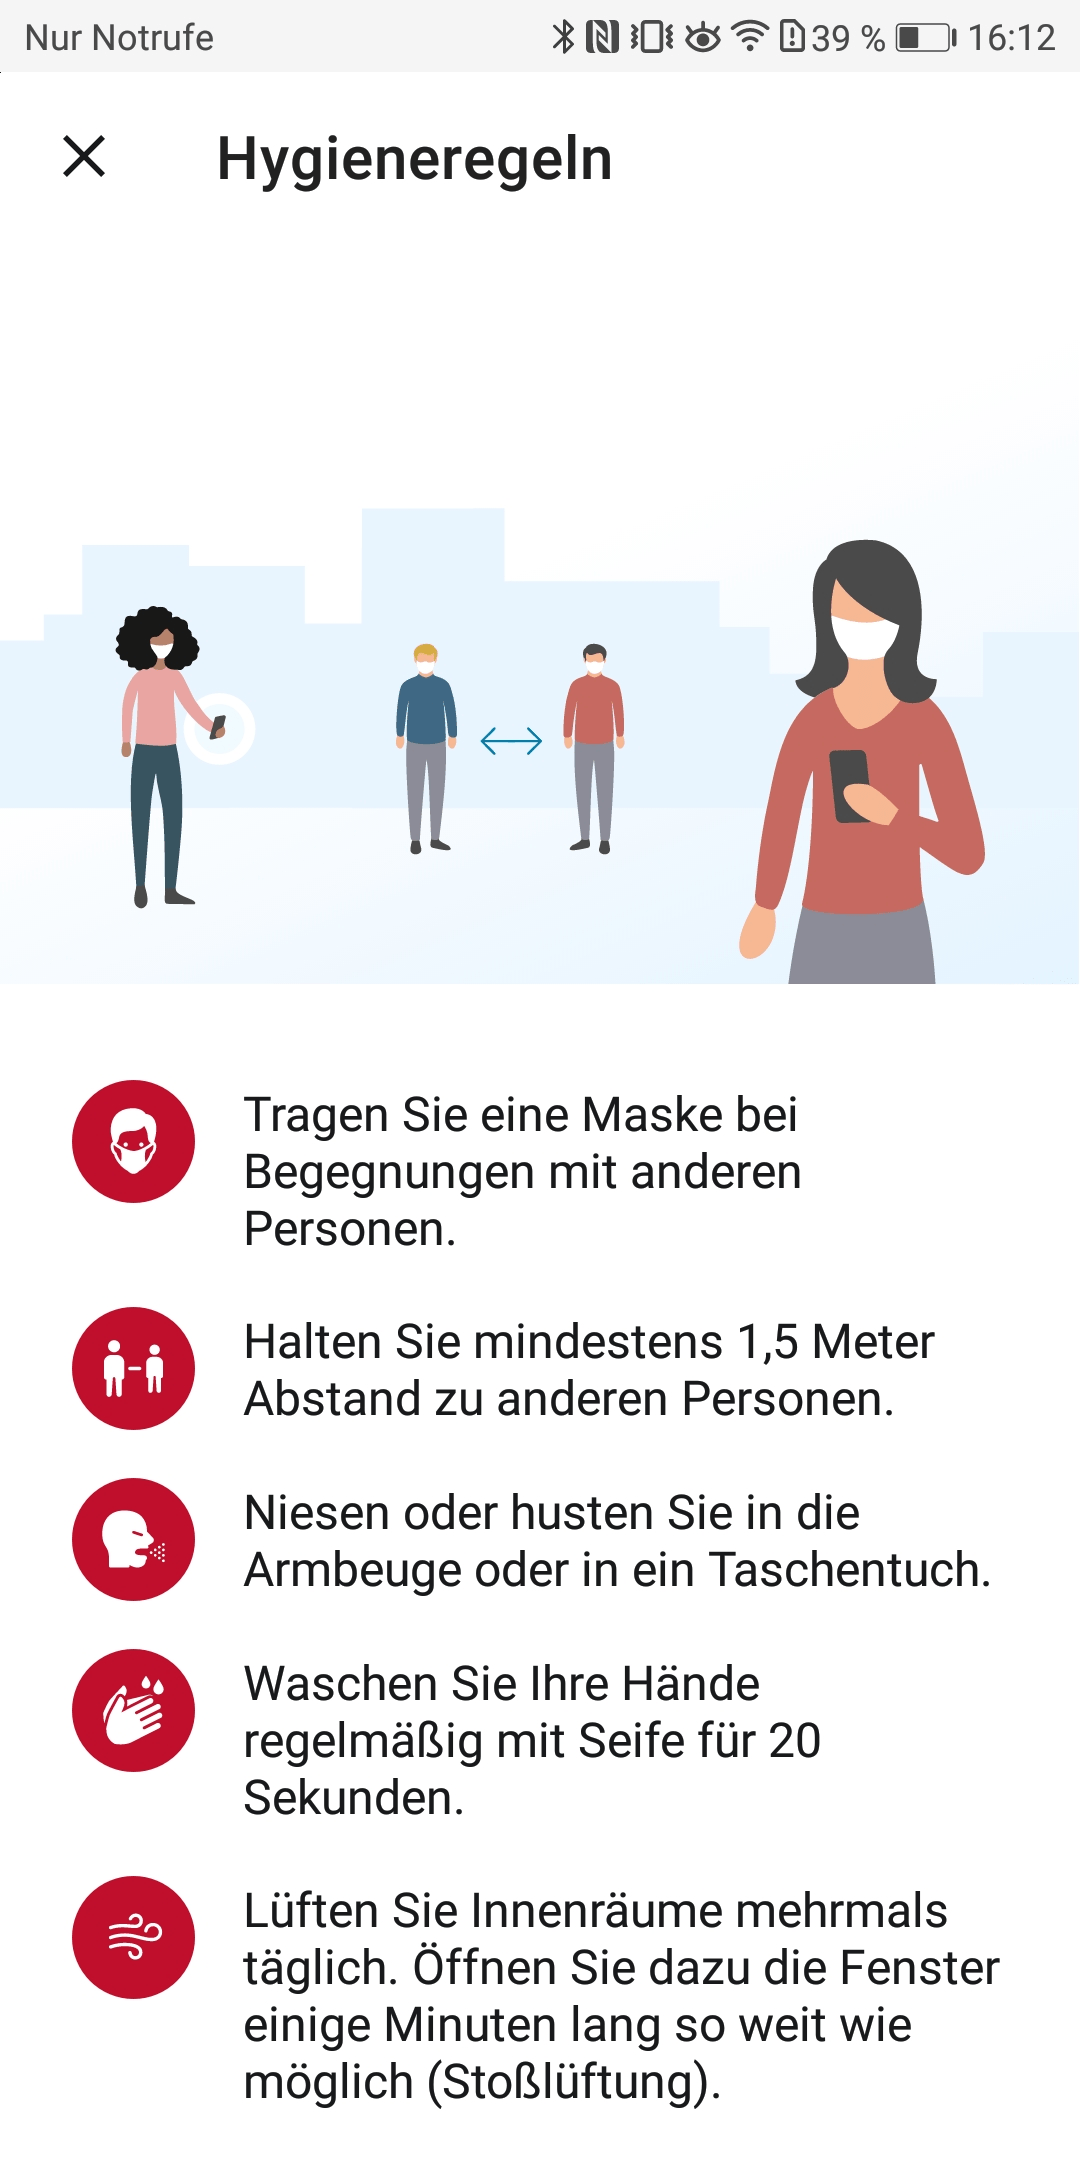 Nur Notrufe
39 %
16:12
Hygieneregeln
Tragen Sie eine Maske bei
Begegnungen mit anderen
Personen.
Halten Sie mindestens 1,5 Meter
Abstand zu anderen Personen.
Niesen oder husten Sie in die
Armbeuge oder in ein Taschentuch.
Waschen Sie Ihre Hände
regelmäßig mit Seife für 20
Sekunden.
Lüften Sie Innenräume mehrmals
täglich. Öffnen Sie dazu die Fenster
einige Minuten lang so weit wie
möglich (Stoßlüftung).